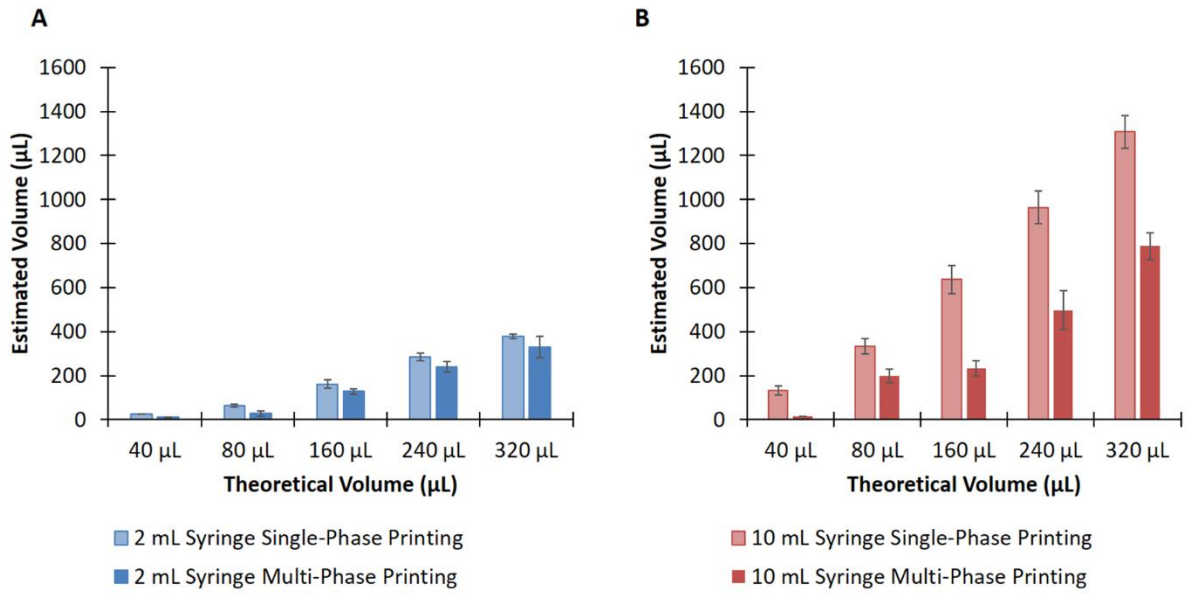 A
Estimated Volume (µL)
1600
1400
1200
1000
800
600
400
200
0
40 µL 80 µL 160 µL 240 µL 320 µL
Theoretical Volume (µL)
2 mL Syringe Single-Phase Printing
2 mL Syringe Multi-Phase Printing
B
Estimated Volume (µL)
1600
1400
1200
1000
800
600
400
200
0
40 µL 80 µL 160 µL 240 µL 320 µL
Theoretical Volume (µL)
10 mL Syringe Single-Phase Printing
10 mL Syringe Multi-Phase Printing